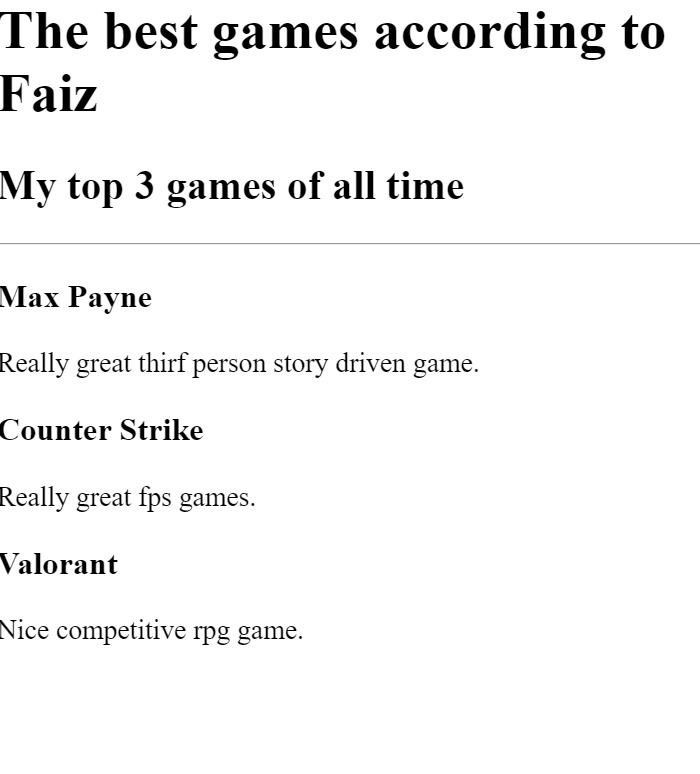 The best games according to
Faiz
My top 3 games of all time
Max Payne
Really great thirf person story driven game.
Counter Strike
Really great fps games.
Valorant
Nice competitive rpg game.